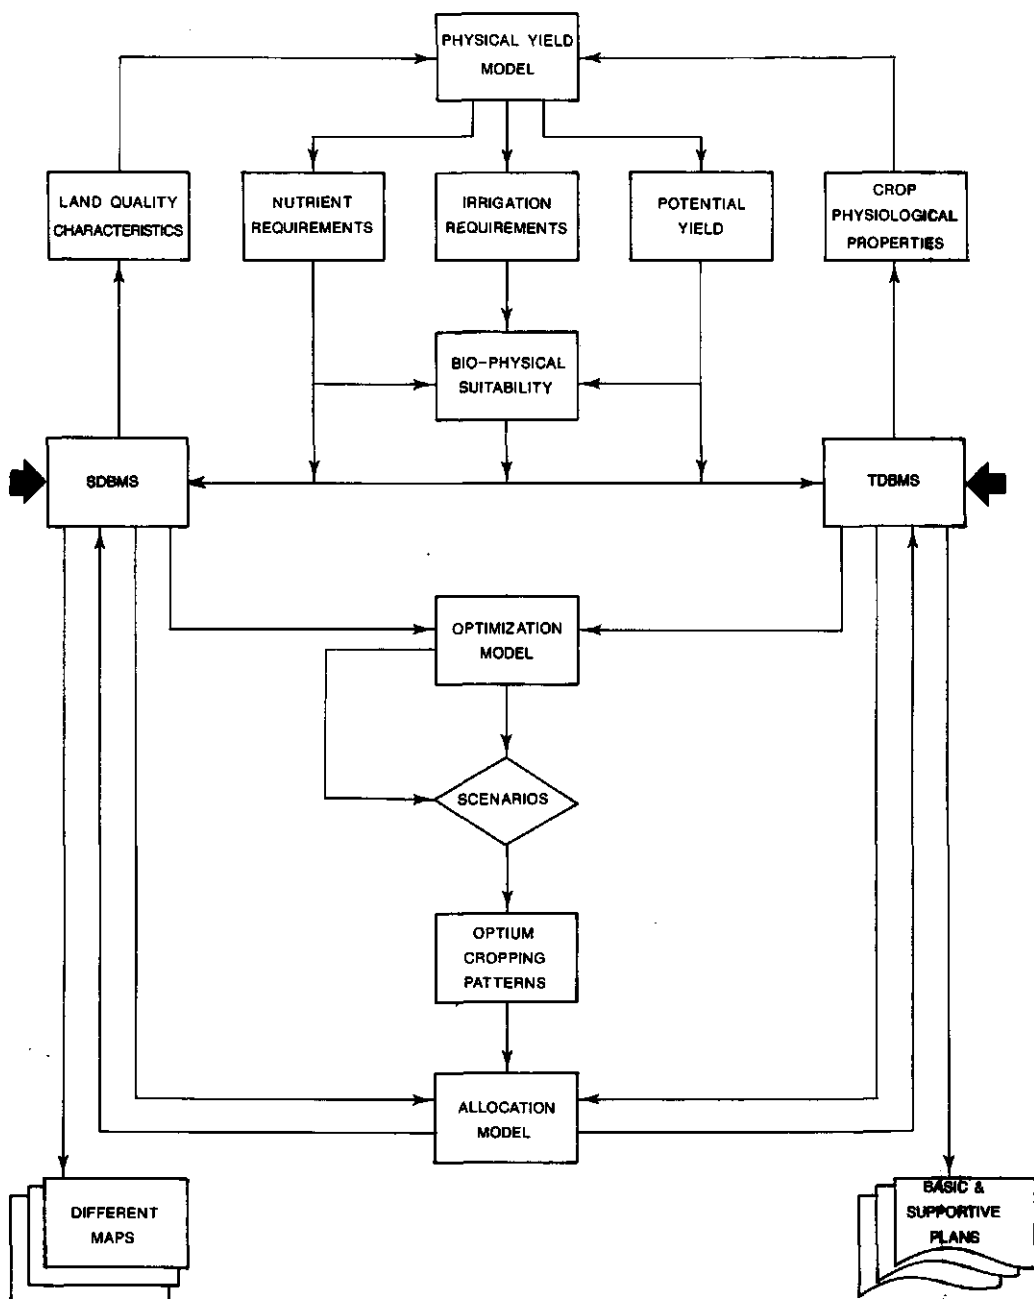 PHYSICAL YIELD
MODEL
LAND QUALITY
CHARACTERISTICS
NUTRIENT
REQUIREMENTS
IRRIGATION
REQUIREMENTS
POTENTIAL
YIELD
CROP
PHYSIOLOGICAL
PROPERTIES
BIO-PHYSICAL
SUITABILITY
SDBMS
TDBMS
OPTIMIZATION
MODEL
SCENARIOS
OPTIUM
CROPPING
PATTERNS
ALLOCATION
MODEL
DIFFERENT
MAPS
BASIC &
SUPPORTIVE
PLANS